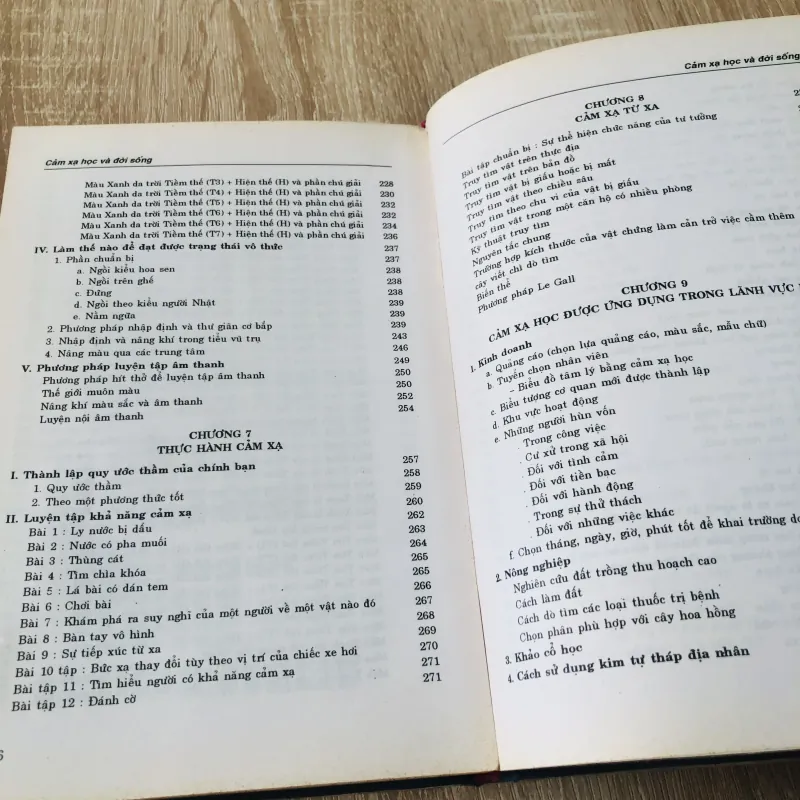 Cảm xạ học và đời sống
Màu Xanh da trời Tiềm thế (T3) + Hiện thế (H) và phần chú giải 228
Màu Xanh da trời Tiềm thế (T4) + Hiện thế (H) và phần chú giải 230
Màu Xanh da trời Tiềm thế (T5) + Hiện thế (H) và phần chú giải 232
Màu Xanh da trời Tiềm thế (T6) + Hiện thế (H) và phần chú giải 232
Màu Xanh da trời Tiềm thế (T6) + Hiện thế (H) và phần chú giải 234
Màu Xanh da trời Tiềm thế (T7) + Hiện thế (H) và phần chú giải 236
IV. Làm thế nào để đạt được trạng thái vô thức 237
1. Phần chuẩn bị 237
a. Ngồi kiểu hoa sen 238
b. Ngồi trên ghế 238
c. Đứng 238
d. Ngồi theo kiểu người Nhật 239
e. Nằm ngửa 239
2. Phương pháp nhập định và thư giãn cơ bắp 239
3. Nhập định và nâng khí trong tiểu vũ trụ 243
4. Nâng màu qua các trung tâm 246
V. Phương pháp luyện tập âm thanh 249
Phương pháp hít thở để luyện tập âm thanh 250
Thế giới muôn màu 250
Nâng khí màu sắc và âm thanh 252
Luyện nội âm thanh 254
CHƯƠNG 7
THỰC HÀNH CẢM XẠ
I. Thành lập quy ước thầm của chính bạn 257
1. Quy ước thầm 258
2. Theo một phương thức tốt 259
II. Luyện tập khả năng cảm xạ 260
Bài 1 : Ly nước bị dấu 262
Bài 2 : Nước có pha muối 263
Bài 3 : Thùng cát 264
Bài 4 : Tìm chìa khóa 265
Bài 5 : Lá bài có dán tem 265
Bài 6 : Chơi bài 266
Bài 7 : Khám phá ra suy nghĩ của một người về một vật nào đó 267
Bài 8 : Bàn tay vô hình 268
Bài 9 : Sự tiếp xúc từ xa 269
Bài 10 tập : Bức xạ thay đổi tùy theo vị trí của chiếc xe hơi 270
Bài tập 11 : Tìm hiểu người có khả năng cảm xạ 271
Bài tập 12 : Đánh cờ 271
6
Cảm xạ học và đời sống
CHƯƠNG 8
CẢM XẠ TỪ XA
Bài tập chuẩn bị : Sự thể hiện chức năng của tư tưởng
Truy tìm vật trên thực địa
Truy tìm vật trên bản đồ
Truy tìm vật bị giấu hoặc bị mất
Truy tìm vật theo chiều sâu
Truy tìm theo chu vi của vật bị giấu
Truy tìm vật trong một căn hộ có nhiều phòng
Kỹ thuật truy tìm
Nguyên tắc chung
Trường hợp kích thước của vật chứng làm cản trở việc cầm thêm
cây viết chì dò tìm
Biến thể
Phương pháp Le Gall
CHƯƠNG 9
CẢM XẠ HỌC ĐƯỢC ỨNG DỤNG TRONG LÃNH VỰC
1. Kinh doanh
a. Quảng cáo (chọn lựa quảng cáo, màu sắc, mẫu chữ)
b. Tuyển chọn nhân viên
– Biểu đồ tâm lý bằng cảm xạ học
c. Biểu tượng cơ quan mới được thành lập
d. Khu vực hoạt động
e. Những người hùn vốn
. Trong công việc
. Cư xử trong xã hội
. Đối với tình cảm
. Đối với tiền bạc
. Đối với hành động
. Trong sự thử thách
. Đối với những việc khác
f. Chọn tháng, ngày, giờ, phút tốt để khai trường
2. Nông nghiệp
Nghiên cứu đất trồng thu hoạch cao
Cách làm đất
Cách dò tìm các loại thuốc trị bệnh
Chọn phân phù hợp với cây hoa hồng
3. Khảo cổ học
4. Cách sử dụng kim tự tháp địa nhân